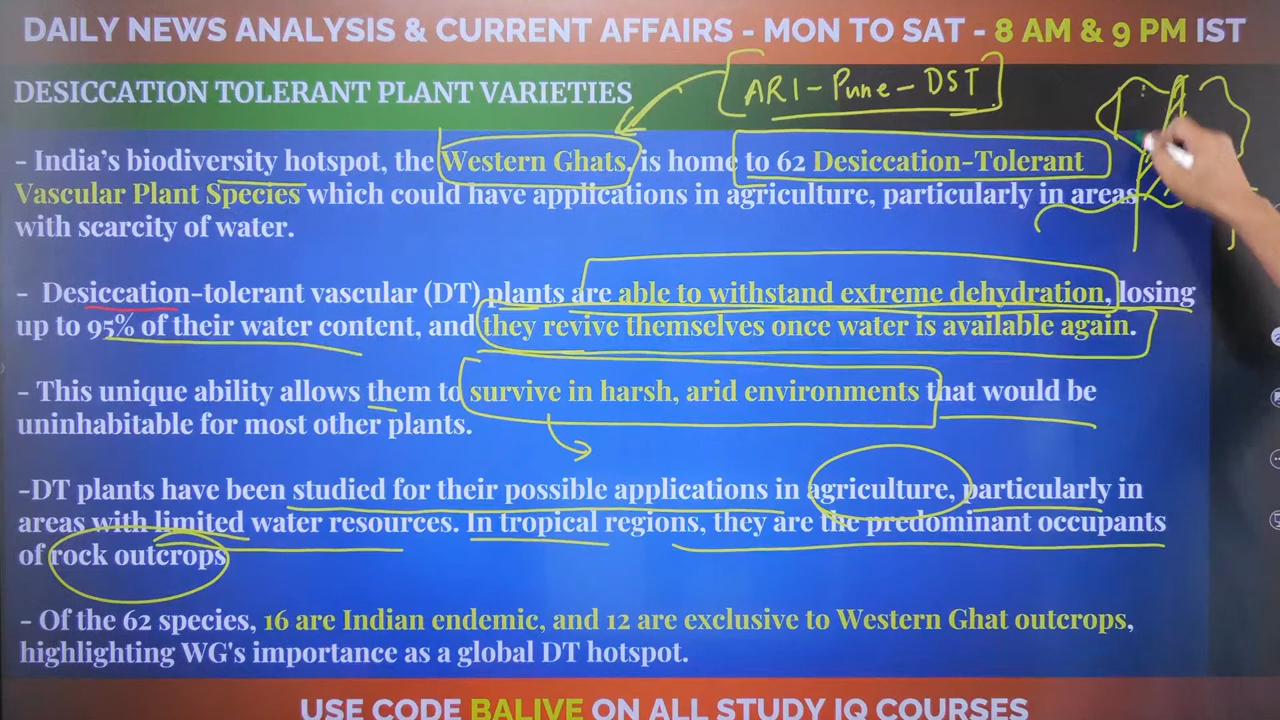 DAILY NEWS ANALYSIS & CURRENT AFFAIRS - MON TO SAT - 8 AM & 9 PM IST
DESICCATION TOLERANT PLANT VARIETIES
ARI-Pune-DST
- India's biodiversity hotspot, the Western Ghats, is home to 62 Desiccation-Tolerant
Vascular Plant Species which could have applications in agriculture, particularly in areas
with scarcity of water.
- Desiccation-tolerant vascular (DT) plants are able to withstand extreme dehydration, losing
up to 95% of their water content, and they revive themselves once water is available again.
- This unique ability allows them to survive in harsh, arid environments that would be
uninhabitable for most other plants.
-DT plants have been studied for their possible applications in agriculture, particularly in
areas with limited water resources. In tropical regions, they are the predominant occupants
of rock outcrops
- Of the 62 species, 16 are Indian endemic, and 12 are exclusive to Western Ghat outcrops,
highlighting WG's importance as a global DT hotspot.
USE CODE BALIVE ON ALL STUDY IQ COURSES